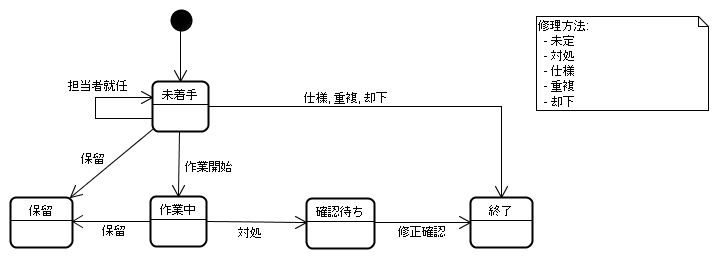 修理方法:
- 未定
- 対処
- 仕様
- 重複
- 却下
担当者就任
未着手
仕様, 重複, 却下
保留
作業開始
保留
作業中
確認待ち
終了
保留
対処
修正確認